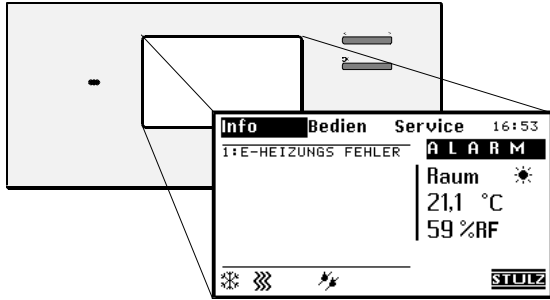 Info Bedien Service 16:53
1:E-HEIZUNGS FEHLER ALARM
Raum
21,1 °C
59 %RF
STULZ